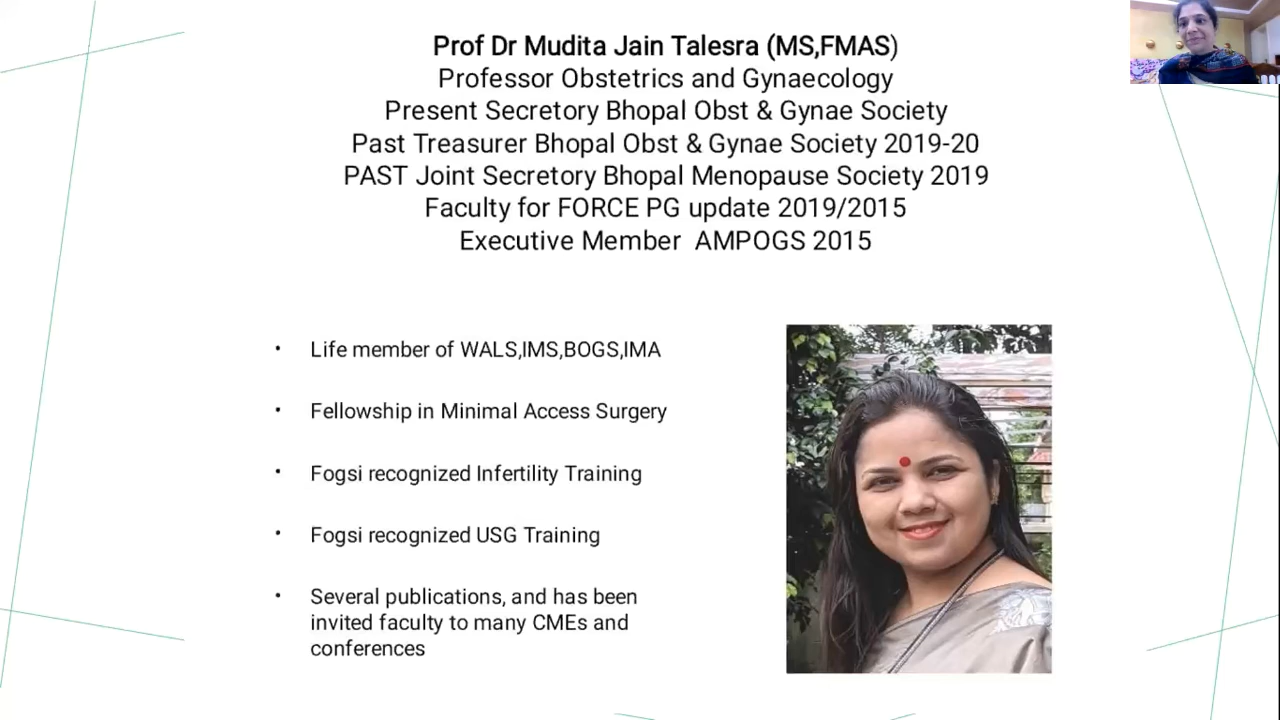 Prof Dr Mudita Jain Talesra (MS,FMAS)
Professor Obstetrics and Gynaecology
Present Secretory Bhopal Obst & Gynae Society
Past Treasurer Bhopal Obst & Gynae Society 2019-20
PAST Joint Secretory Bhopal Menopause Society 2019
Faculty for FORCE PG update 2019/2015
Executive Member  AMPOGS 2015
• Life member of WALS,IMS,BOGS,IMA
• Fellowship in Minimal Access Surgery
• Fogsi recognized Infertility Training
• Fogsi recognized USG Training
• Several publications, and has been
invited faculty to many CMEs and
conferences